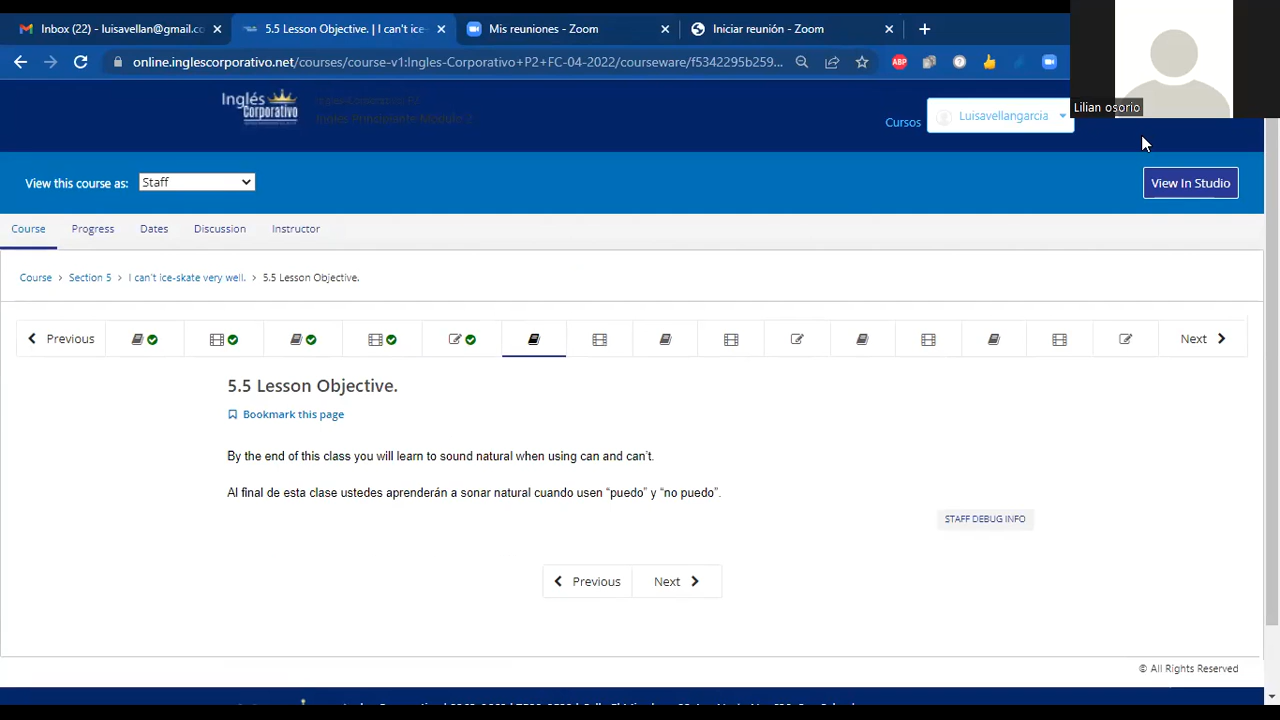 Inbox (22) - luisavellan@gmail.co
5.5 Lesson Objective. | I can't ice-
Mis reuniones - Zoom
Iniciar reunión - Zoom
online.inglescorporativo.net/courses/course-v1:Ingles-Corporativo+P2+FC-04-2022/courseware/f5342295b259...
ABP
Lilian osorio
Inglés
Corporativo
Cursos
Luisavellangarcia
View this course as:
Staff
View In Studio
Course
Progress
Dates
Discussion
Instructor
Course > Section 5 > I can't ice-skate very well. > 5.5 Lesson Objective.
Previous
Next
5.5 Lesson Objective.
Bookmark this page
By the end of this class you will learn to sound natural when using can and can't.
Al final de esta clase ustedes aprenderán a sonar natural cuando usen “puedo” y “no puedo”.
STAFF DEBUG INFO
Previous
Next
© All Rights Reserved